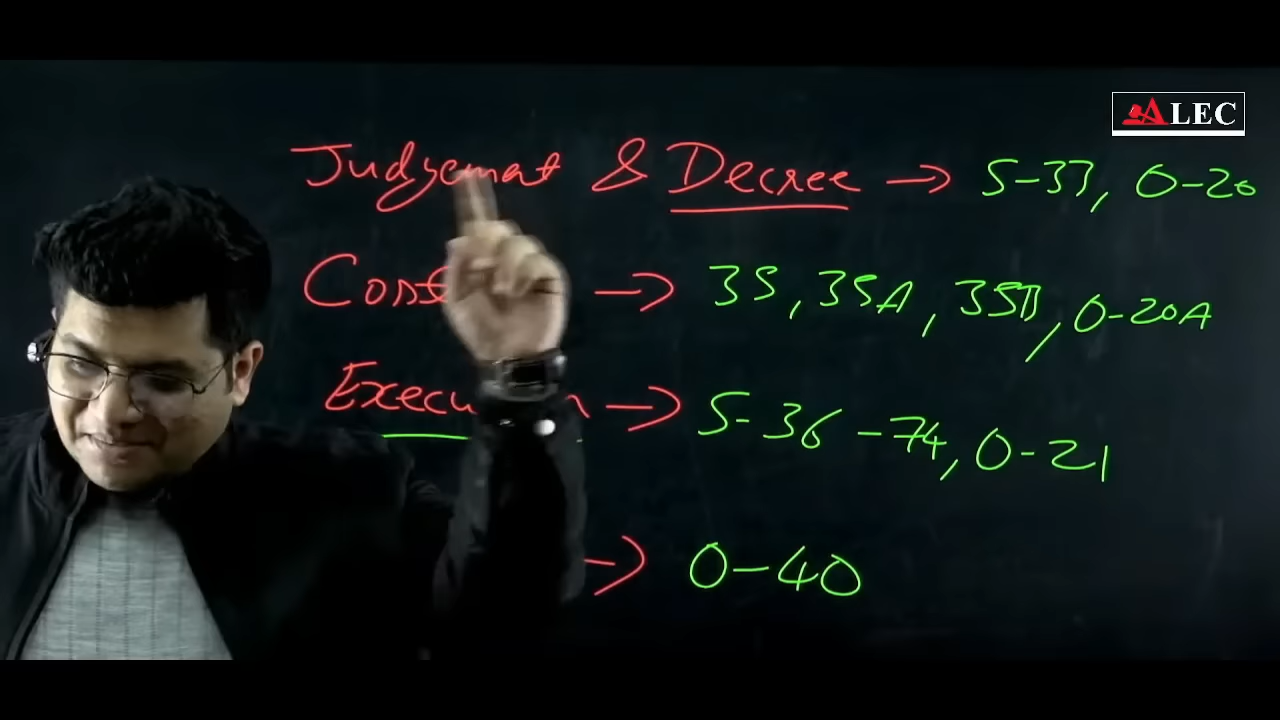 ALEC
Judgement & Decree → S-33, O-20
→ 35, 35A, 35B, O-20A
→ S-36-74, O-21
→ O-40